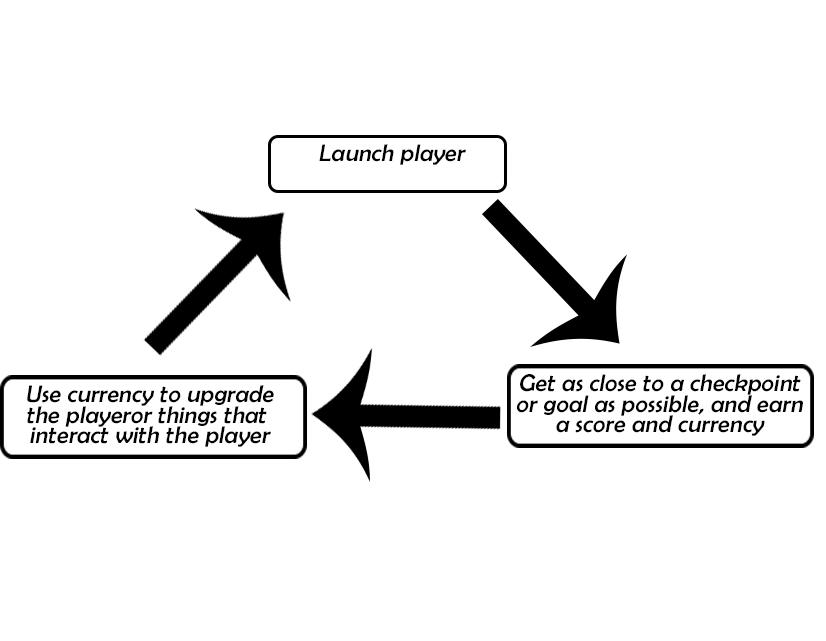 Launch player
Get as close to a checkpoint
or goal as possible, and earn
a score and currency
Use currency to upgrade
the playeror things that
interact with the player